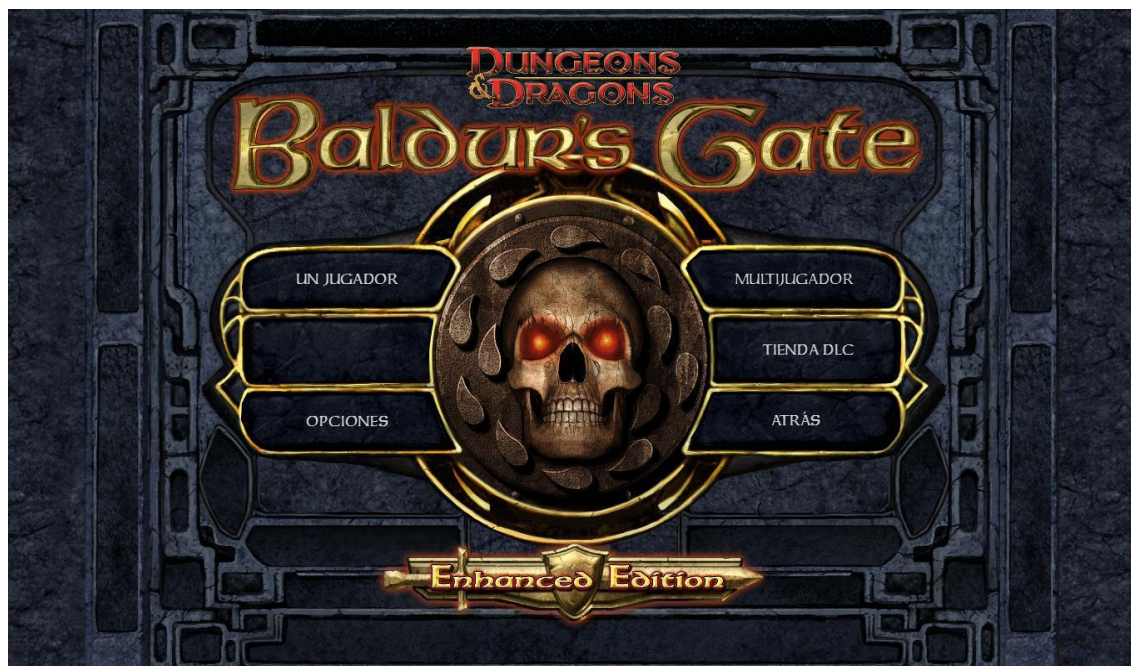 DUNGEONS
& DRAGONS
Baldur's Gate
UN JUGADOR
MULTIJUGADOR
TIENDA DLC
OPCIONES
ATRÁS
Enhanced Edition